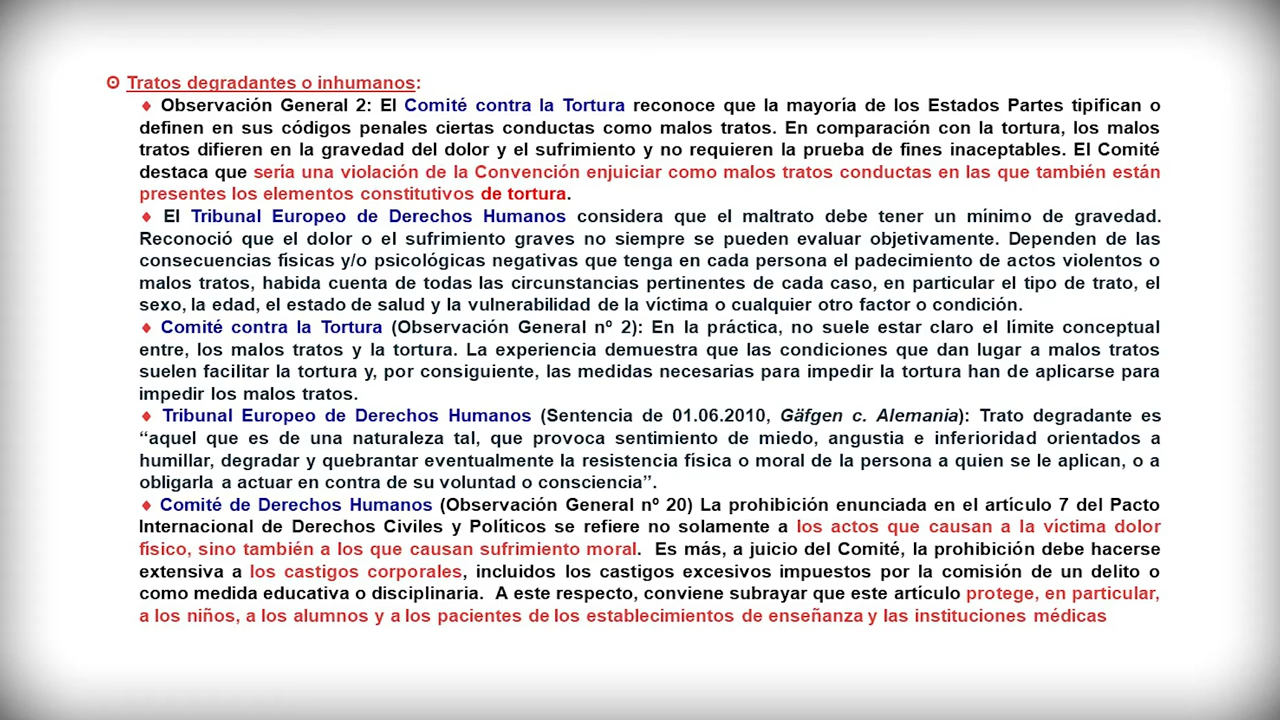 ⊙ Tratos degradantes o inhumanos:
♦ Observación General 2: El Comité contra la Tortura reconoce que la mayoría de los Estados Partes tipifican o
definen en sus códigos penales ciertas conductas como malos tratos. En comparación con la tortura, los malos
tratos difieren en la gravedad del dolor y el sufrimiento y no requieren la prueba de fines inaceptables. El Comité
destaca que sería una violación de la Convención enjuiciar como malos tratos conductas en las que también están
presentes los elementos constitutivos de tortura.
♦ El Tribunal Europeo de Derechos Humanos considera que el maltrato debe tener un mínimo de gravedad.
Reconoció que el dolor o el sufrimiento graves no siempre se pueden evaluar objetivamente. Dependen de las
consecuencias físicas y/o psicológicas negativas que tenga en cada persona el padecimiento de actos violentos o
malos tratos, habida cuenta de todas las circunstancias pertinentes de cada caso, en particular el tipo de trato, el
sexo, la edad, el estado de salud y la vulnerabilidad de la víctima o cualquier otro factor o condición.
♦ Comité contra la Tortura (Observación General nº 2): En la práctica, no suele estar claro el límite conceptual
entre, los malos tratos y la tortura. La experiencia demuestra que las condiciones que dan lugar a malos tratos
suelen facilitar la tortura y, por consiguiente, las medidas necesarias para impedir la tortura han de aplicarse para
impedir los malos tratos.
♦ Tribunal Europeo de Derechos Humanos (Sentencia de 01.06.2010, Gäfgen c. Alemania): Trato degradante es
“aquel que es de una naturaleza tal, que provoca sentimiento de miedo, angustia e inferioridad orientados a
humillar, degradar y quebrantar eventualmente la resistencia física o moral de la persona a quien se le aplican, o a
obligarla a actuar en contra de su voluntad o consciencia”.
♦ Comité de Derechos Humanos (Observación General nº 20) La prohibición enunciada en el artículo 7 del Pacto
Internacional de Derechos Civiles y Políticos se refiere no solamente a los actos que causan a la víctima dolor
físico, sino también a los que causan sufrimiento moral. Es más, a juicio del Comité, la prohibición debe hacerse
extensiva a los castigos corporales, incluidos los castigos excesivos impuestos por la comisión de un delito o
como medida educativa o disciplinaria. A este respecto, conviene subrayar que este artículo protege, en particular,
a los niños, a los alumnos y a los pacientes de los establecimientos de enseñanza y las instituciones médicas